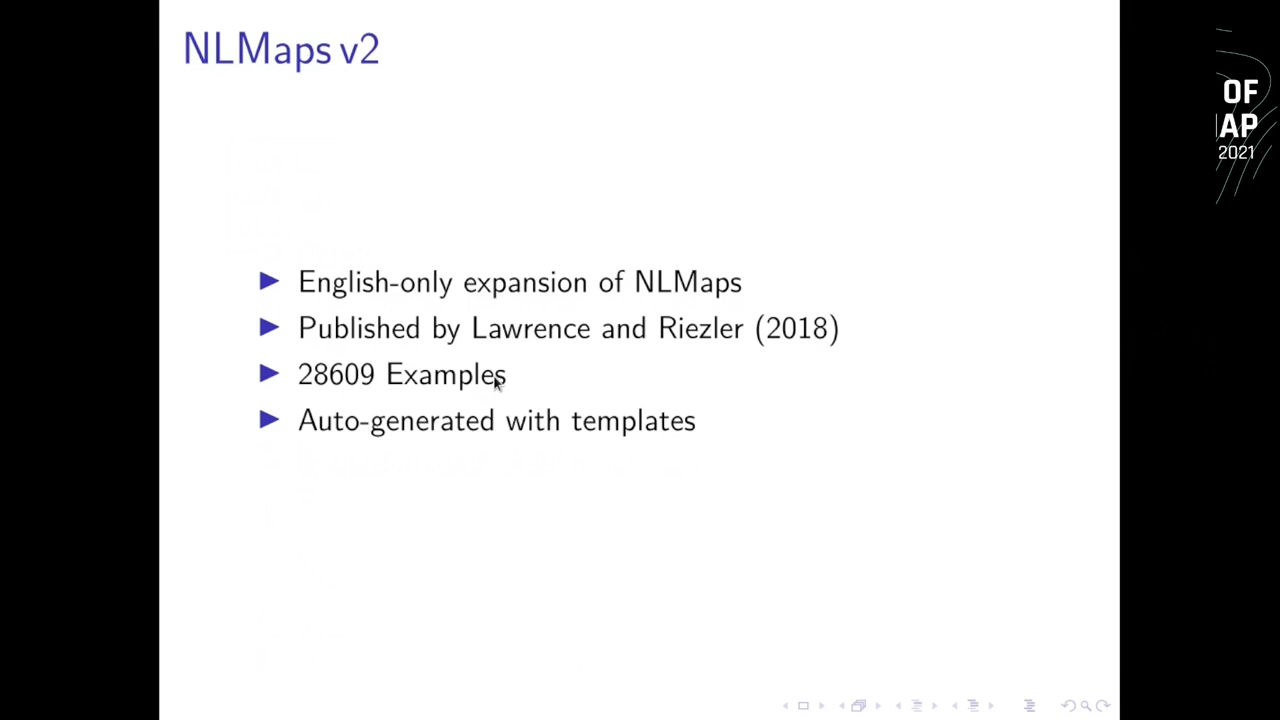 NLMaps v2
English-only expansion of NLMaps
Published by Lawrence and Riezler (2018)
28609 Examples
Auto-generated with templates
OF
AP
2021